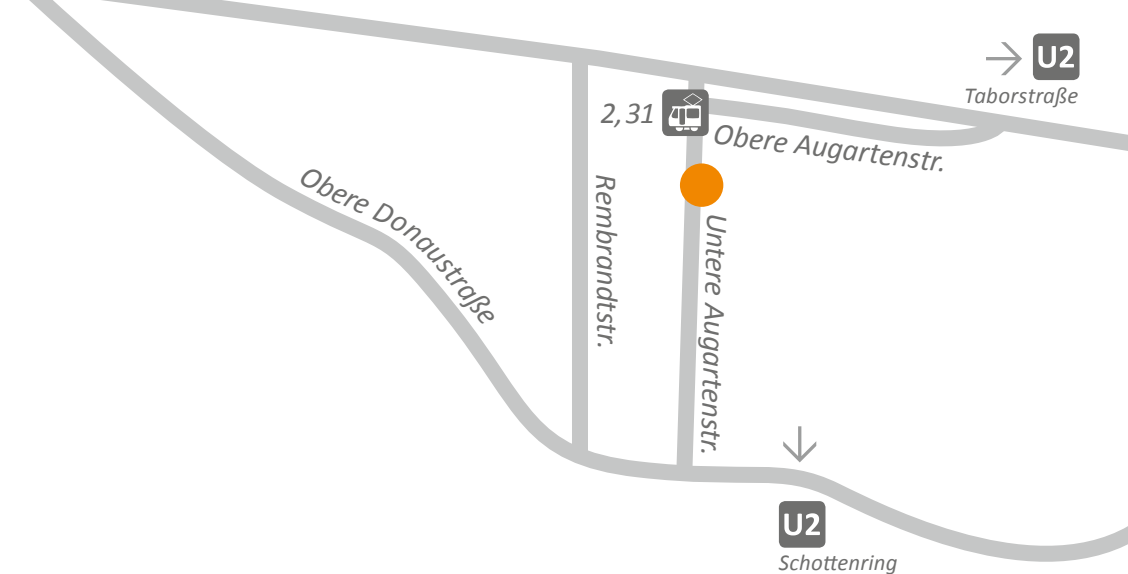 U2
Taborstraße
2, 31
Obere Augartenstr.
Obere Donaustraße
Rembrandtstr.
Untere Augartenstr.
U2
Schottenring